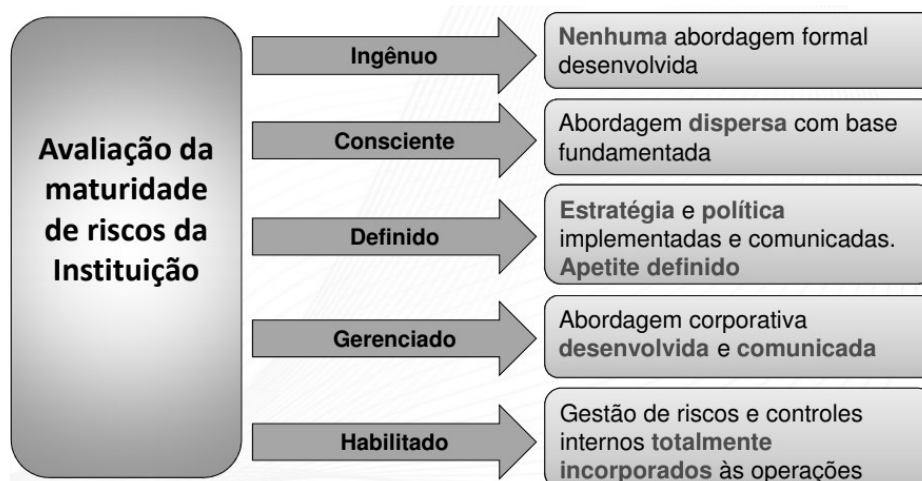 Avaliação da
maturidade
de riscos da
Instituição
Ingênuo
Nenhuma abordagem formal
desenvolvida
Consciente
Abordagem dispersa com base
fundamentada
Definido
Estratégia e política
implementadas e comunicadas.
Apetite definido
Gerenciado
Abordagem corporativa
desenvolvida e comunicada
Habilitado
Gestão de riscos e controles
internos totalmente
incorporados às operações